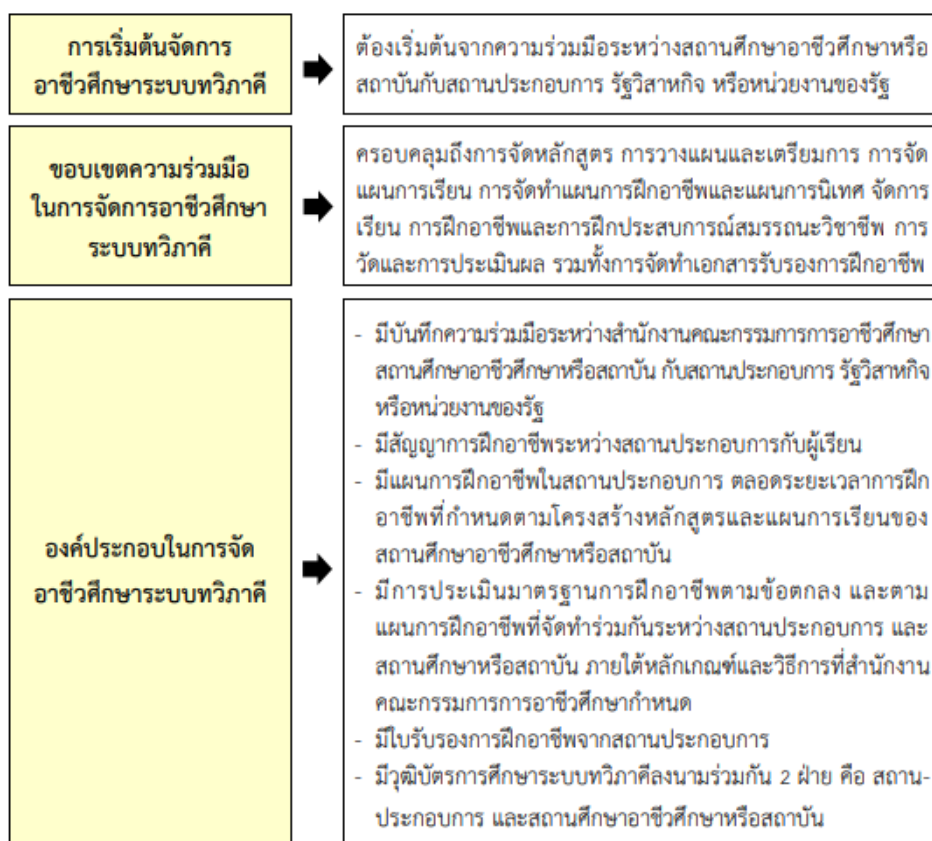 การเริ่มต้นจัดการ
อาชีวศึกษาระบบทวิภาคี
ต้องเริ่มต้นจากความร่วมมือระหว่างสถานศึกษาอาชีวศึกษาหรือ
สถาบันกับสถานประกอบการ รัฐวิสาหกิจ หรือหน่วยงานของรัฐ
ขอบเขตความร่วมมือ
ในการจัดการอาชีวศึกษา
ระบบทวิภาคี
ครอบคลุมถึงการจัดหลักสูตร การวางแผนและเตรียมการ การจัด
แผนการเรียน การจัดทำแผนการฝึกอาชีพและแผนการนิเทศ จัดการ
เรียน การฝึกอาชีพและการฝึกประสบการณ์สมรรถนะวิชาชีพ การ
วัดและการประเมินผล รวมทั้งการจัดทำเอกสารรับรองการฝึกอาชีพ
องค์ประกอบในการจัด
อาชีวศึกษาระบบทวิภาคี
- มีบันทึกความร่วมมือระหว่างสำนักงานคณะกรรมการการอาชีวศึกษา
สถานศึกษาอาชีวศึกษาหรือสถาบัน กับสถานประกอบการ รัฐวิสาหกิจ
หรือหน่วยงานของรัฐ
- มีสัญญาการฝึกอาชีพระหว่างสถานประกอบการกับผู้เรียน
- มีแผนการฝึกอาชีพในสถานประกอบการ ตลอดระยะเวลาการฝึก
อาชีพที่กำหนดตามโครงสร้างหลักสูตรและแผนการเรียนของ
สถานศึกษาอาชีวศึกษาหรือสถาบัน
- มีการประเมินมาตรฐานการฝึกอาชีพตามข้อตกลง และตาม
แผนการฝึกอาชีพที่จัดทำร่วมกันระหว่างสถานประกอบการ และ
สถานศึกษาหรือสถาบัน ภายใต้หลักเกณฑ์และวิธีการที่สำนักงาน
คณะกรรมการการอาชีวศึกษากำหนด
- มีใบรับรองการฝึกอาชีพจากสถานประกอบการ
- มีวุฒิบัตรการศึกษาระบบทวิภาคีลงนามร่วมกัน 2 ฝ่าย คือ สถาน-
ประกอบการ และสถานศึกษาอาชีวศึกษาหรือสถาบัน